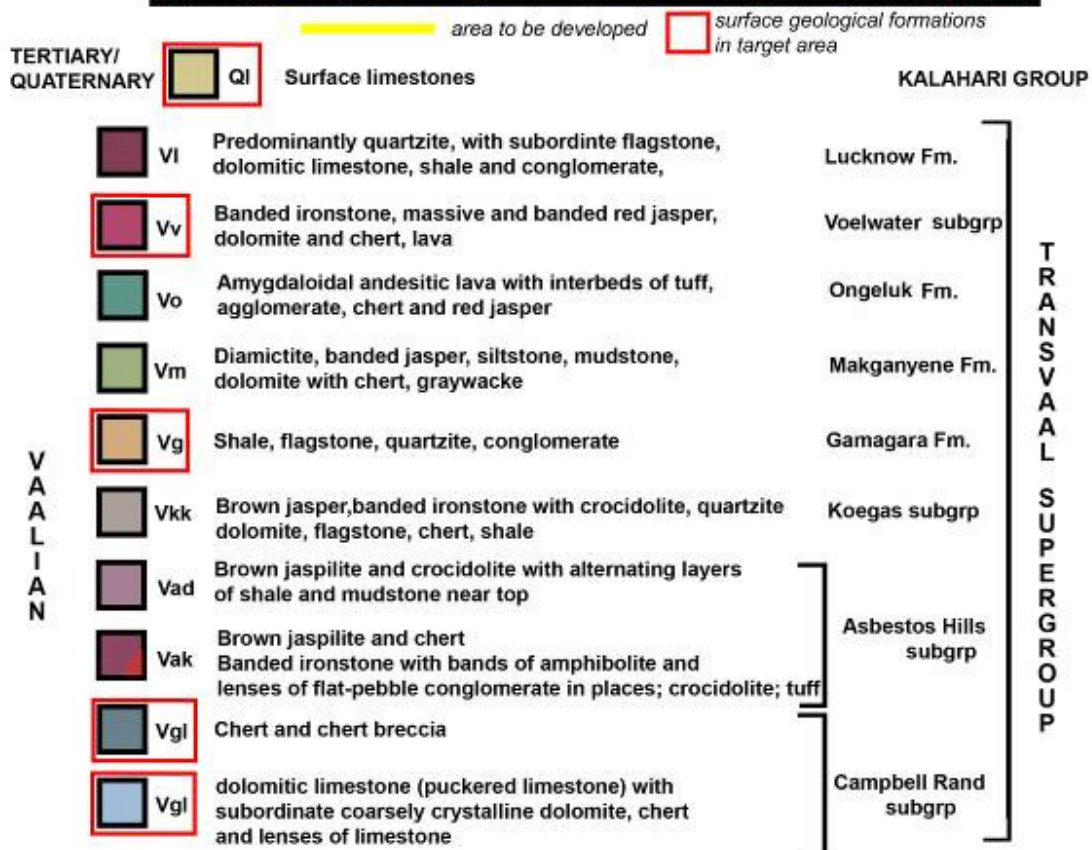 area to be developed
surface geological formations
in target area
TERTIARY/
QUATERNARY
Ql
Surface limestones
KALAHARI GROUP
Vl
Predominantly quartzite, with subordinte flagstone,
dolomitic limestone, shale and conglomerate,
Lucknow Fm.
Vv
Banded ironstone, massive and banded red jasper,
dolomite and chert, lava
Voelwater subgrp
Vo
Amygdaloidal andesitic lava with interbeds of tuff,
agglomerate, chert and red jasper
Ongeluk Fm.
Vm
Diamictite, banded jasper, siltstone, mudstone,
dolomite with chert, graywacke
Makganyene Fm.
Vg
Shale, flagstone, quartzite, conglomerate
Gamagara Fm.
Vkk
Brown jasper,banded ironstone with crocidolite, quartzite
dolomite, flagstone, chert, shale
Koegas subgrp
Vad
Brown jaspilite and crocidolite with alternating layers
of shale and mudstone near top
Vak
Brown jaspilite and chert
Banded ironstone with bands of amphibolite and
lenses of flat-pebble conglomerate in places; crocidolite; tuff
Asbestos Hills
subgrp
Vgl
Chert and chert breccia
Vgl
dolomitic limestone (puckered limestone) with
subordinate coarsely crystalline dolomite, chert
and lenses of limestone
Campbell Rand
subgrp
VAALIAN
TRANSVAAL SUPERGROUP